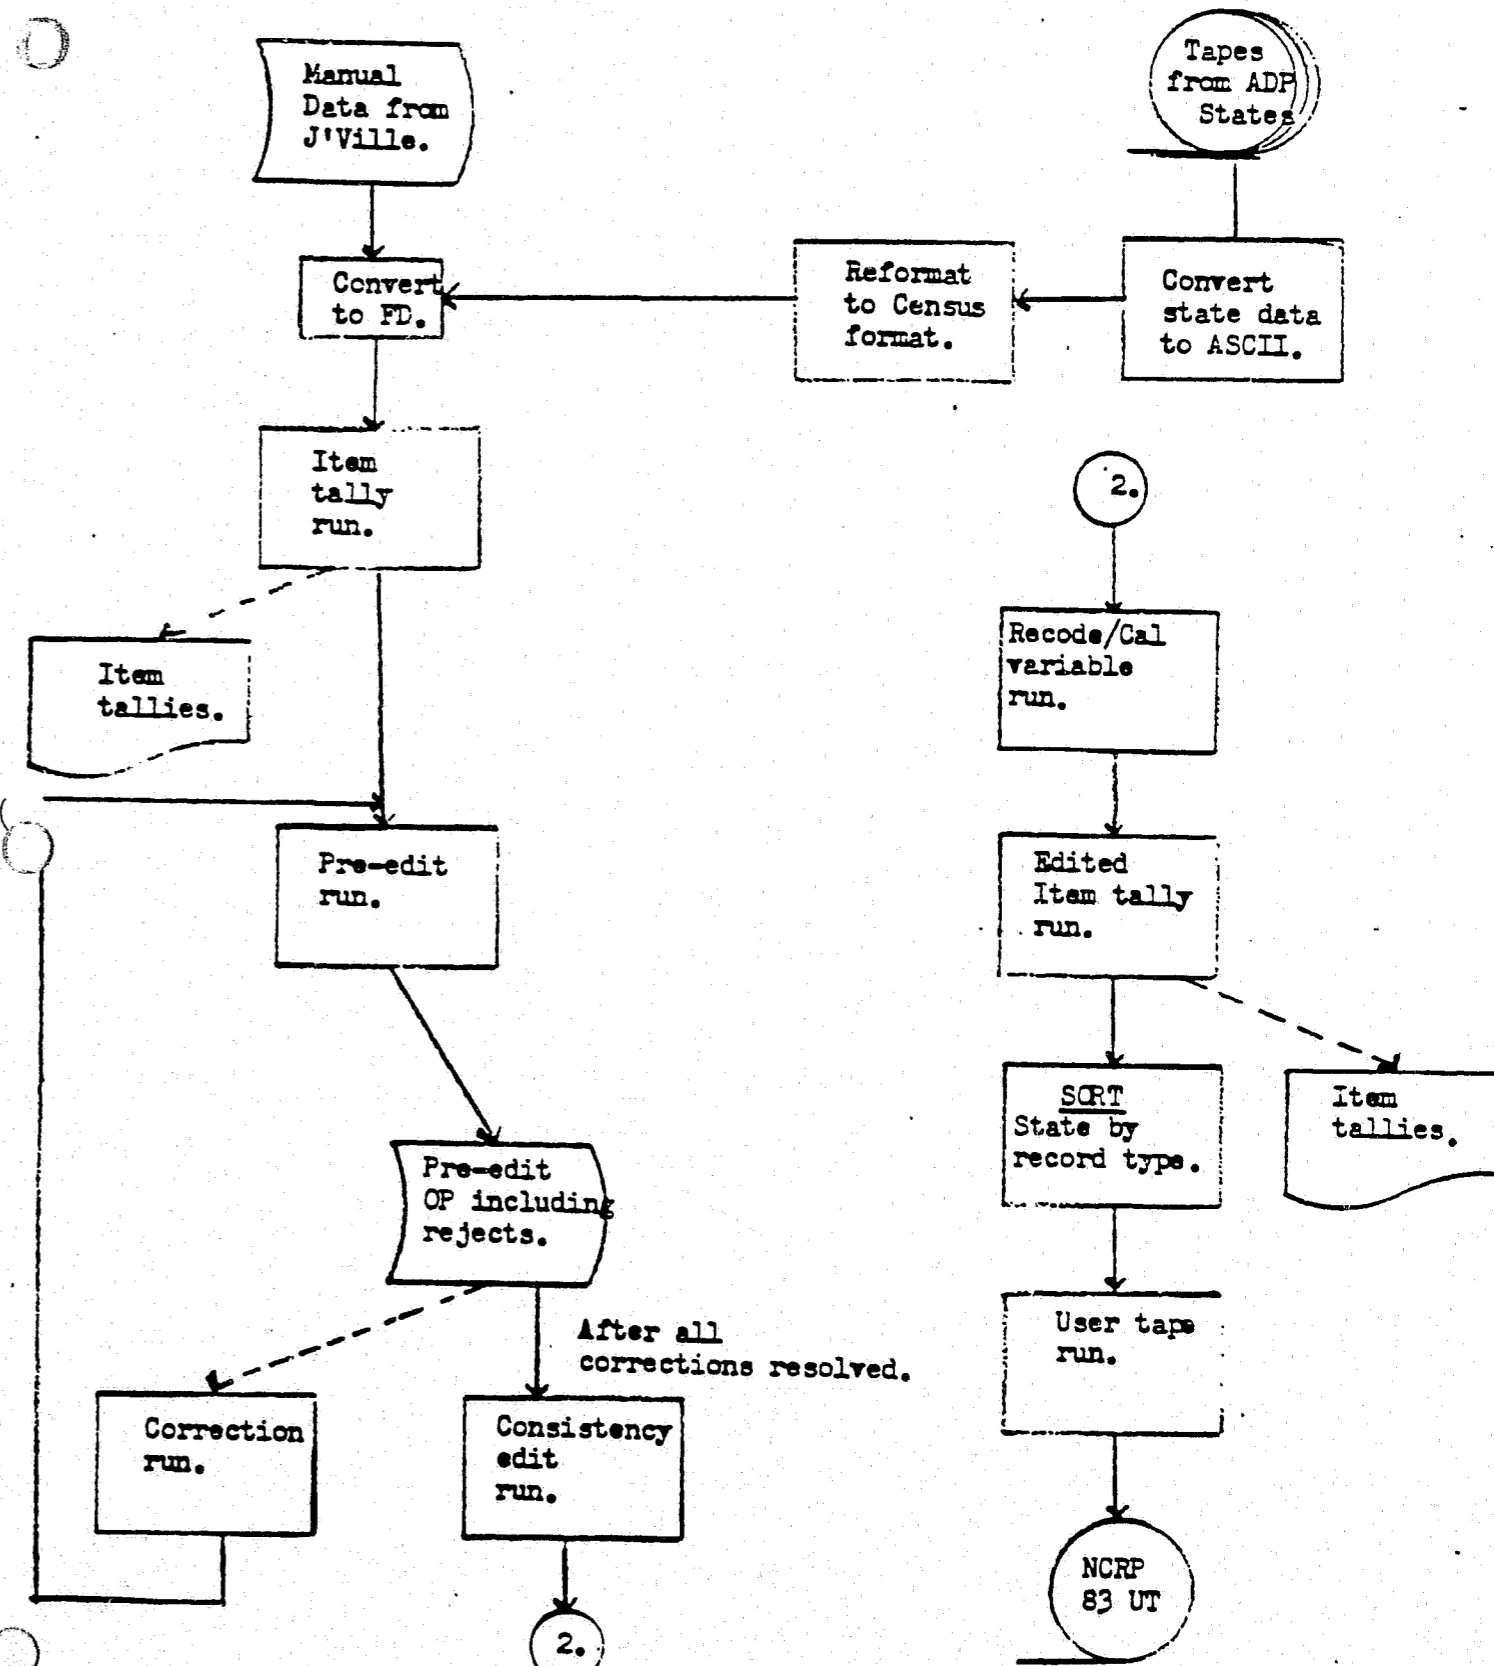 Manual
Data from
J'Ville.
Tapes
from ADP
States
Convert
to FD.
Reformat
to Census
format.
Convert
state data
to ASCII.
Item
tally
run.
Item
tallies.
Pre-edit
run.
Pre-edit
OP including
rejects.
After all
corrections resolved.
Correction
run.
Consistency
edit
run.
2.
2.
Recode/Cal
variable
run.
Edited
Item tally
run.
Item
tallies.
SORT
State by
record type.
User tape
run.
NCRP
83 UT